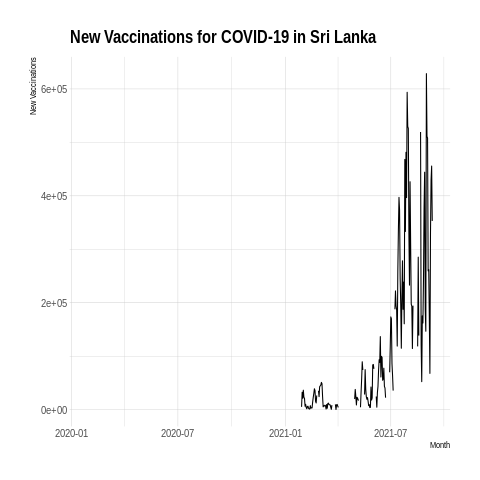 New Vaccinations for COVID-19 in Sri Lanka
New Vaccinations
6e+05
4e+05
2e+05
0e+00
2020-01 2020-07 2021-01 2021-07
Month